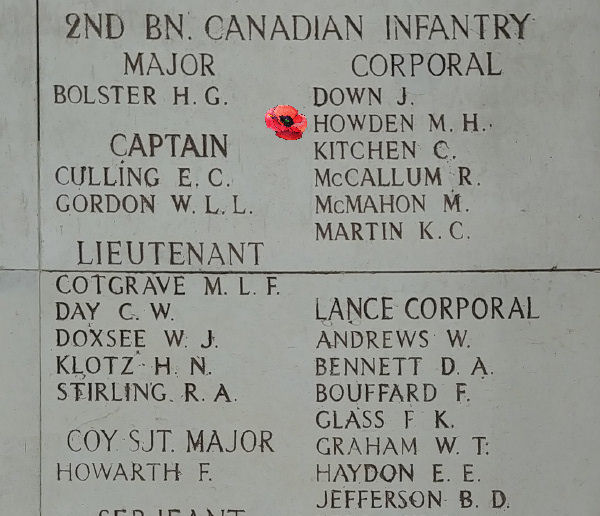 2ND BN. CANADIAN INFANTRY
MAJOR
BOLSTER H. G.
CAPTAIN
CULLING E. C.
GORDON W. L. L.
LIEUTENANT
COTGRAVE M. L. F.
DAY C. W.
DOXSEE W. J.
KLOTZ H. N.
STIRLING. R. A.
COY SJT. MAJOR
HOWARTH F.
SERJEANT
CORPORAL
DOWN J.
HOWDEN M. H.
KITCHEN C.
McCALLUM R.
McMAHON M.
MARTIN K. C.
LANCE CORPORAL
ANDREWS W.
BENNETT D. A.
BOUFFARD F.
GLASS F K.
GRAHAM W. T.
HAYDON E. E.
JEFFERSON B. D.